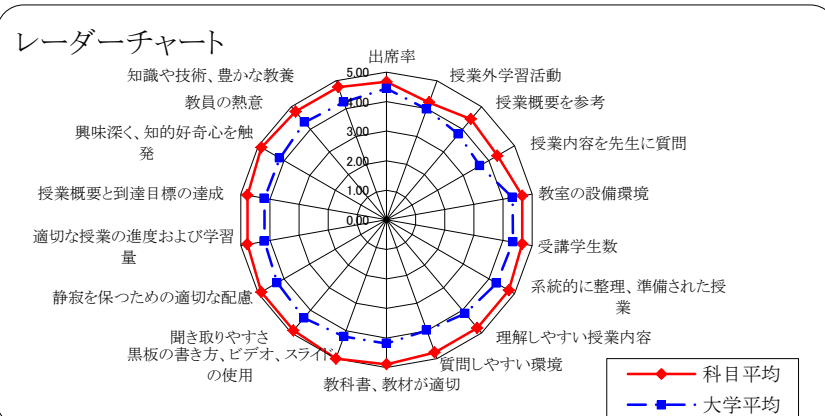 レーダーチャート
出席率
授業外学習活動
授業概要を参考
授業内容を先生に質問
教室の設備環境
受講学生数
系統的に整理、準備された授
業
理解しやすい授業内容
質問しやすい環境
教科書、教材が適切
黒板の書き方、ビデオ、スライド
の使用
聞き取りやすさ
静寂を保つための適切な配慮
適切な授業の進度および学習
量
授業概要と到達目標の達成
興味深く、知的好奇心を触
発
教員の熱意
知識や技術、豊かな教養
5.00
4.00
3.00
2.00
1.00
0.00
科目平均
大学平均